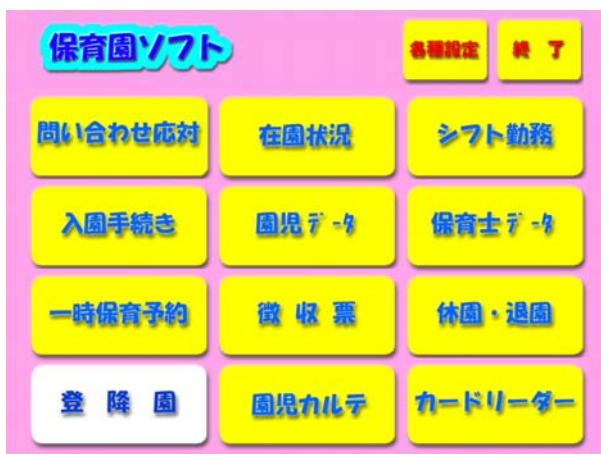 保育園ソフト 各種設定 終 了
問い合わせ応対 在園状況 シフト勤務
入園手続き 園児データ 保育士データ
一時保育予約 徴 収 票 休園・退園
登 降 園 園児カルテ カードリーダー